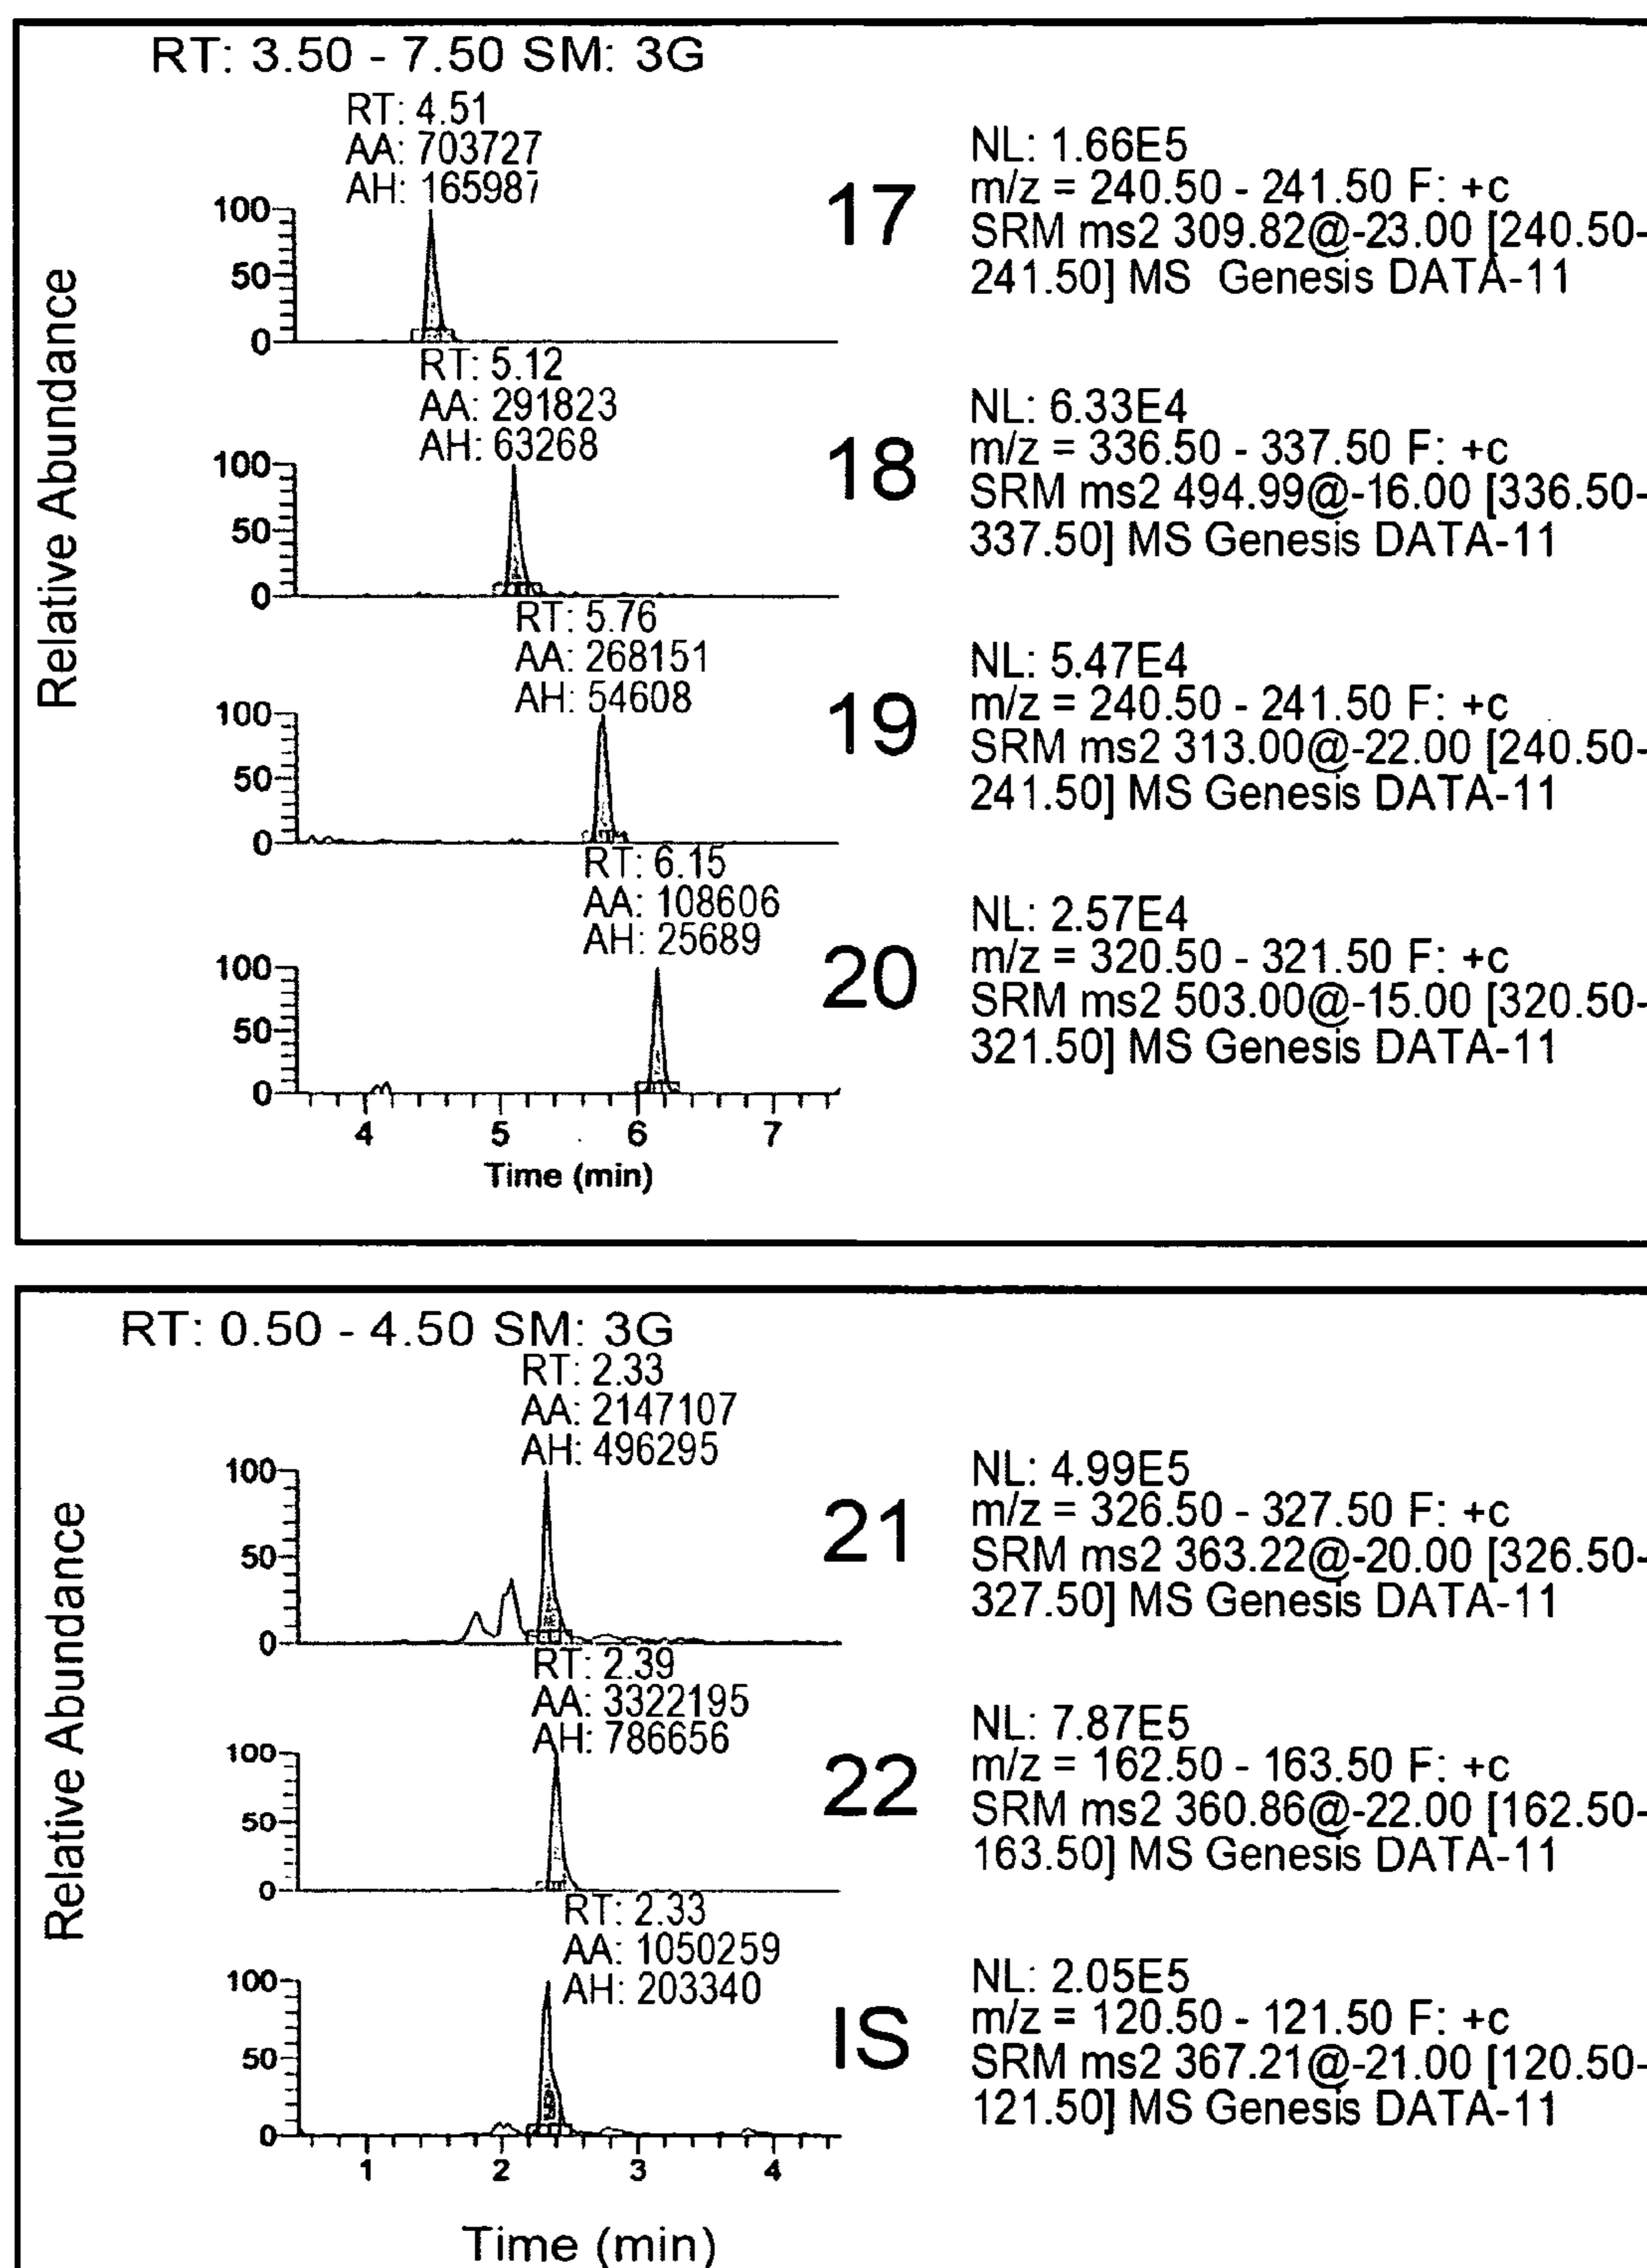 RT: 3.50 - 7.50 SM: 3G
Relative Abundance
RT: 4.51
AA: 703727
AH: 165987
100
50
0
17
NL: 1.66E5
m/z = 240.50 - 241.50 F: +c
SRM ms2 309.82@-23.00 [240.50-
241.50] MS Genesis DATA-11
RT: 5.12
AA: 291823
AH: 63268
100
50
0
18
NL: 6.33E4
m/z = 336.50 - 337.50 F: +c
SRM ms2 494.99@-16.00 [336.50-
337.50] MS Genesis DATA-11
RT: 5.76
AA: 268151
AH: 54608
100
50
0
19
NL: 5.47E4
m/z = 240.50 - 241.50 F: +c
SRM ms2 313.00@-22.00 [240.50-
241.50] MS Genesis DATA-11
RT: 6.15
AA: 108606
AH: 25689
100
50
0
20
NL: 2.57E4
m/z = 320.50 - 321.50 F: +c
SRM ms2 503.00@-15.00 [320.50-
321.50] MS Genesis DATA-11
4 5 6 7
Time (min)
RT: 0.50 - 4.50 SM: 3G
Relative Abundance
RT: 2.33
AA: 2147107
AH: 496295
100
50
0
21
NL: 4.99E5
m/z = 326.50 - 327.50 F: +c
SRM ms2 363.22@-20.00 [326.50-
327.50] MS Genesis DATA-11
RT: 2.39
AA: 3322195
AH: 786656
100
50
0
22
NL: 7.87E5
m/z = 162.50 - 163.50 F: +c
SRM ms2 360.86@-22.00 [162.50-
163.50] MS Genesis DATA-11
RT: 2.33
AA: 1050259
AH: 203340
100
50
0
IS
NL: 2.05E5
m/z = 120.50 - 121.50 F: +c
SRM ms2 367.21@-21.00 [120.50-
121.50] MS Genesis DATA-11
1 2 3 4
Time (min)